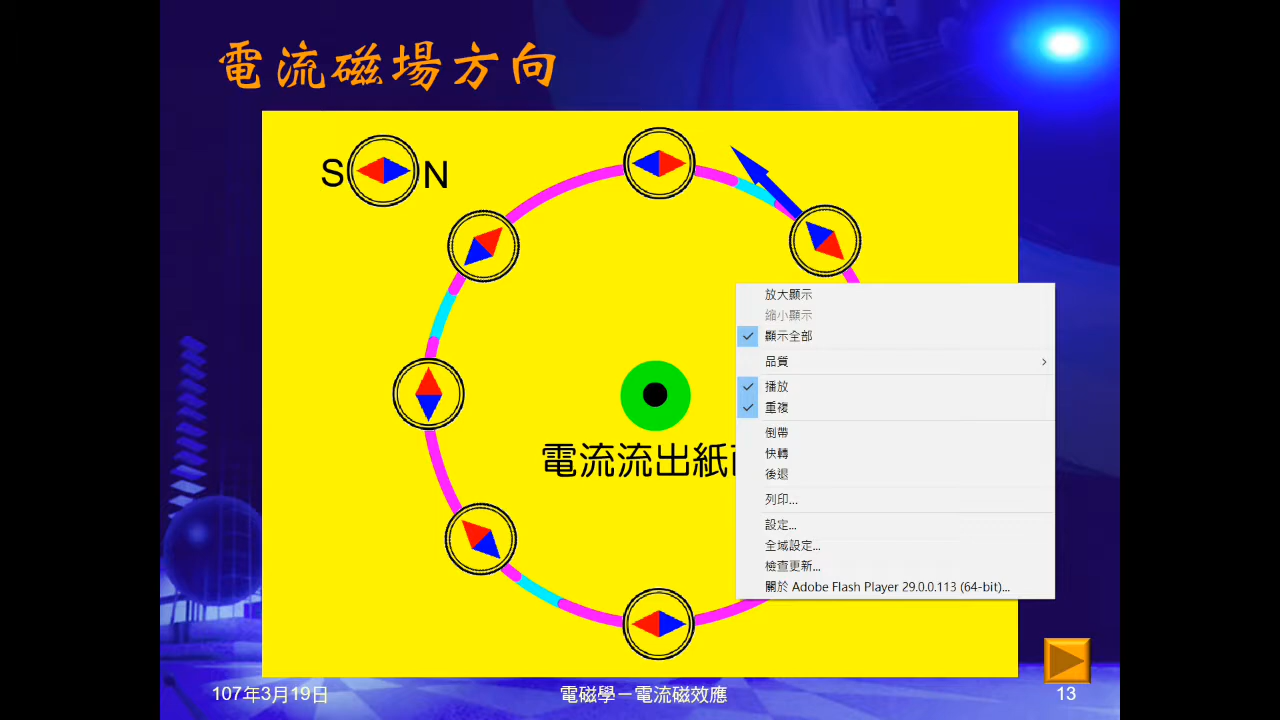 電流磁場方向
S N
電流流出紙
放大顯示
縮小顯示
顯示全部
品質
播放
重複
倒帶
快轉
後退
列印...
設定...
全域設定...
檢查更新...
關於 Adobe Flash Player 29.0.0.113 (64-bit)...
107年3月19日
電磁學－電流磁效應
13